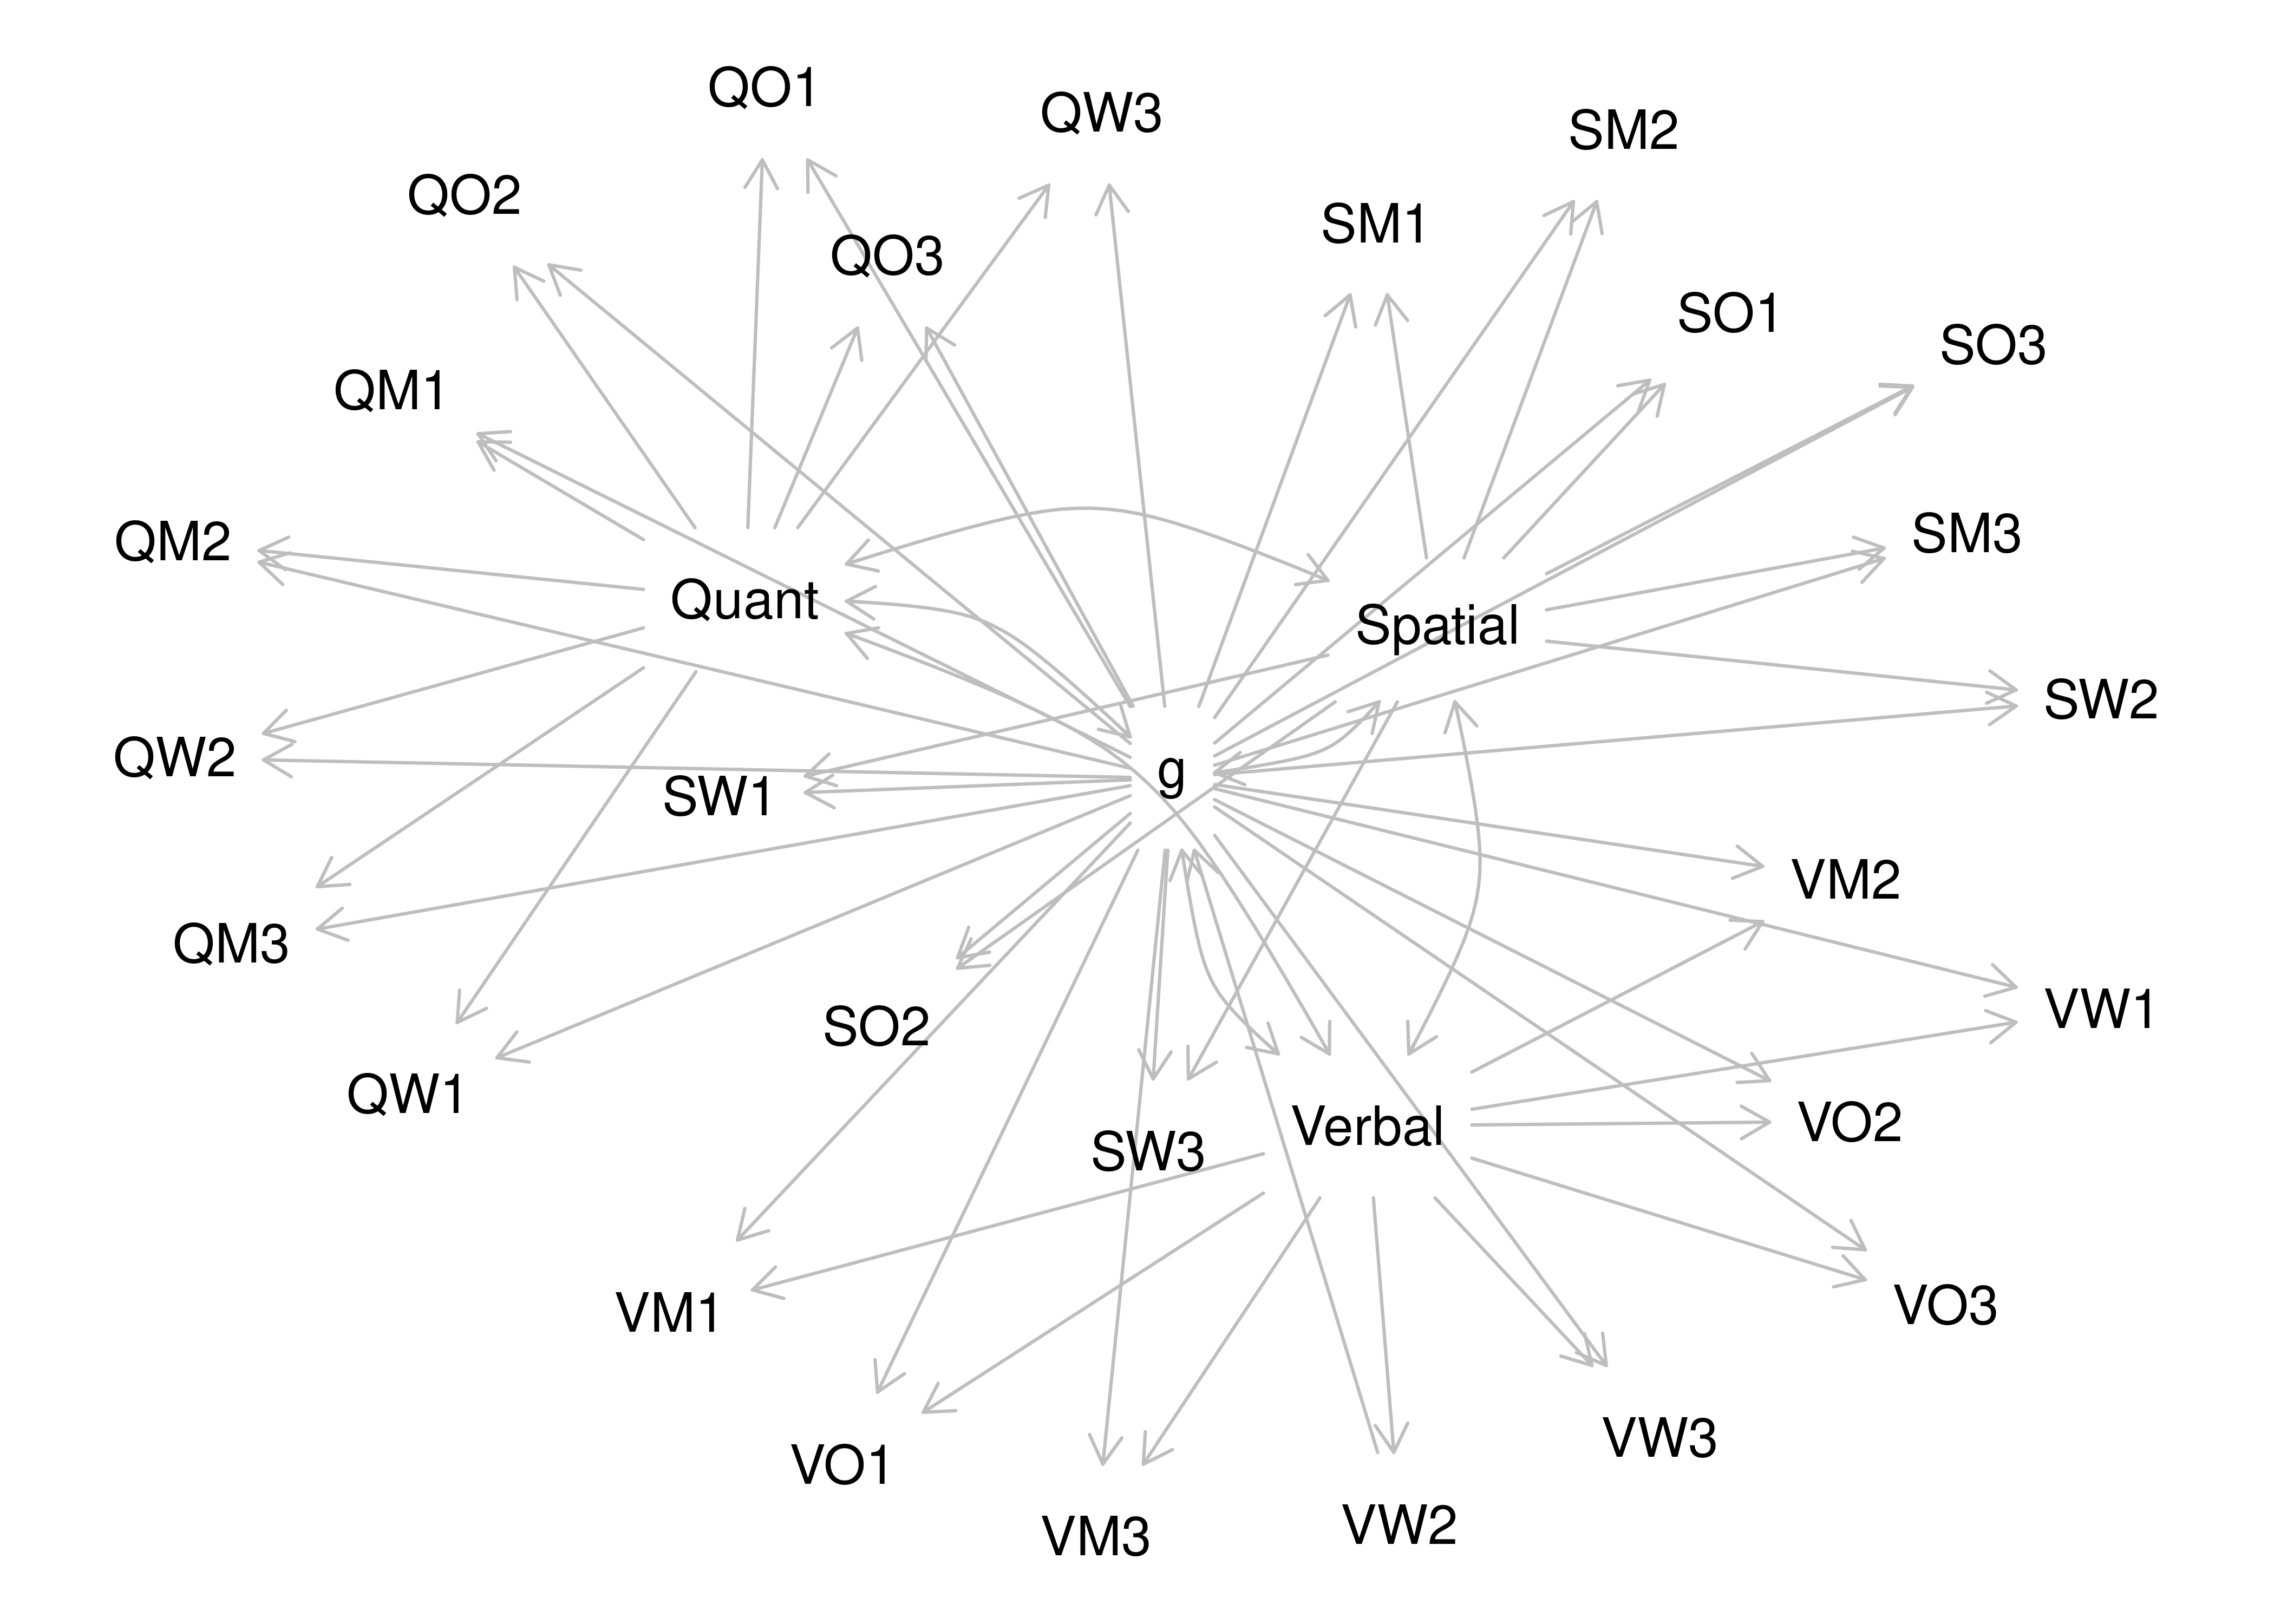 QO1
QW3
SM2
QO2
SM1
QO3
SO1
SO3
QM1
SM3
QM2
Quant
Spatial
SW2
QW2
g
SW1
VM2
QM3
VW1
SO2
QW1
VO2
Verbal
SW3
VO3
VM1
VW3
VO1
VW2
VM3